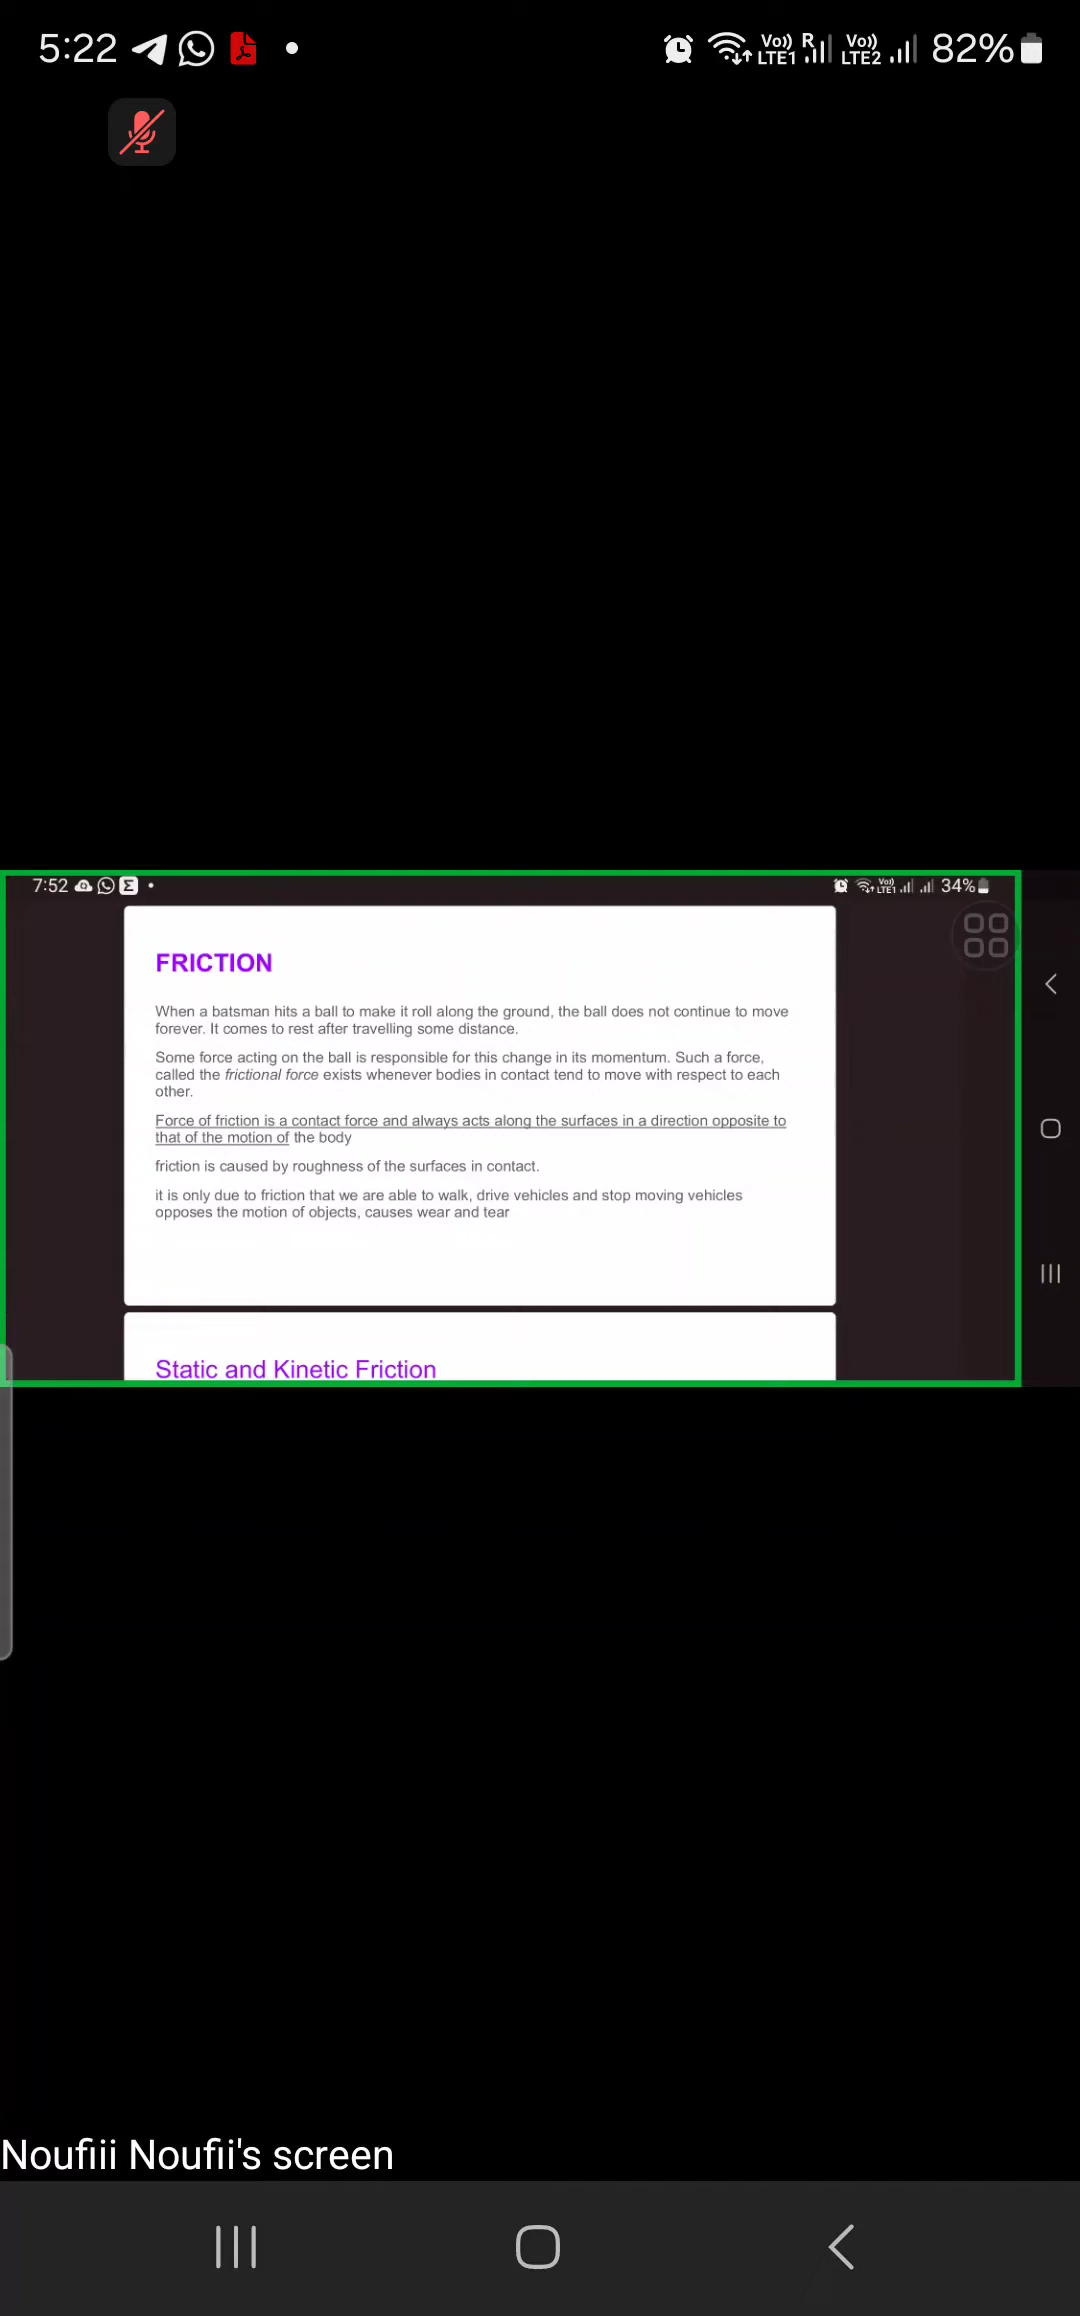 5:22
Vo)) R Vo)) 82%
LTE1 LTE2
7:52 Σ Vo)) 34%
LTE1
FRICTION
When a batsman hits a ball to make it roll along the ground, the ball does not continue to move
forever. It comes to rest after travelling some distance.
Some force acting on the ball is responsible for this change in its momentum. Such a force,
called the frictional force exists whenever bodies in contact tend to move with respect to each
other.
Force of friction is a contact force and always acts along the surfaces in a direction opposite to
that of the motion of the body
friction is caused by roughness of the surfaces in contact.
it is only due to friction that we are able to walk, drive vehicles and stop moving vehicles
opposes the motion of objects, causes wear and tear
Static and Kinetic Friction
Noufiii Noufii's screen